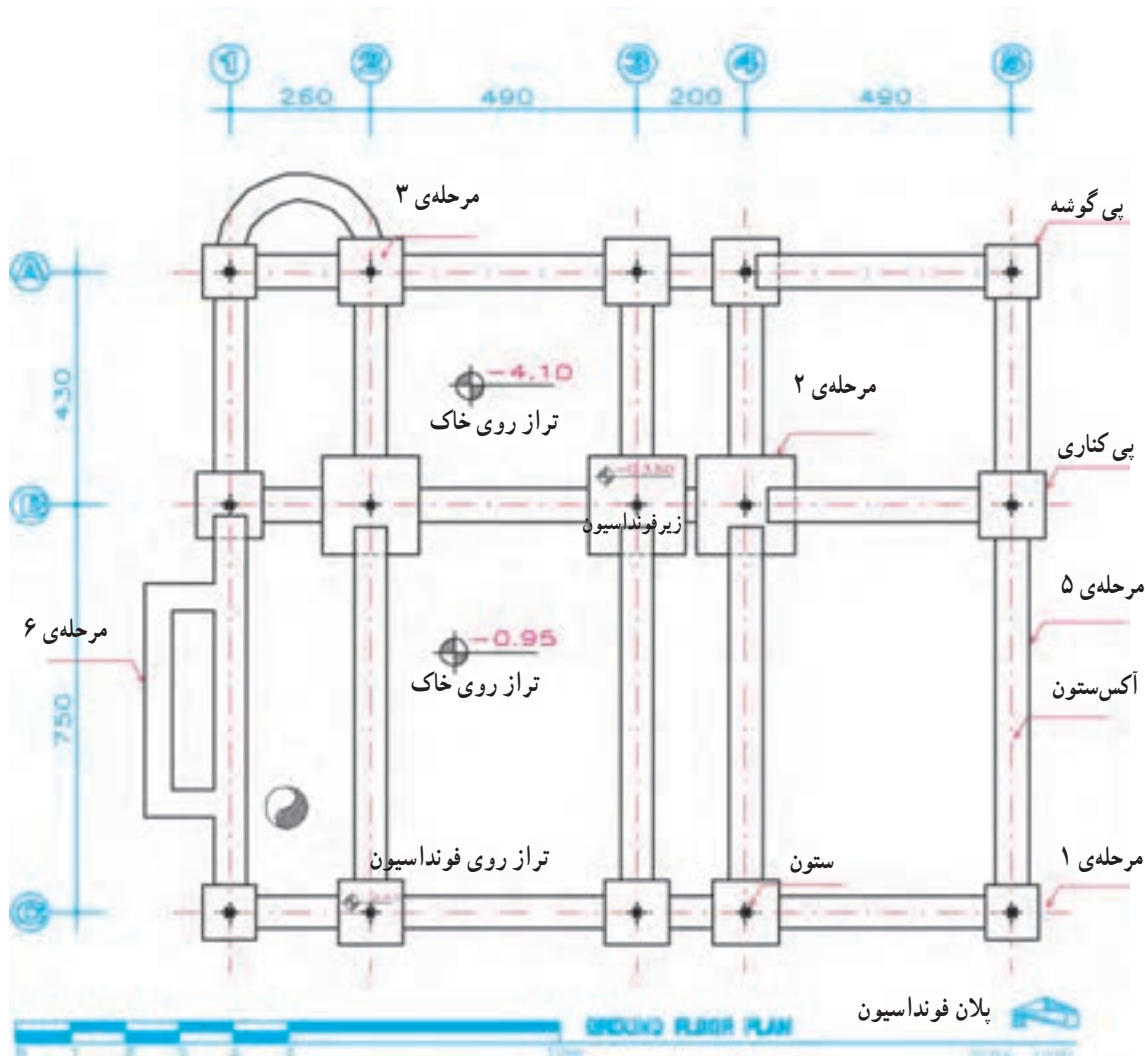 1 2 3 4 5
260 490 200 490
مرحله‌ی ۳
پی گوشه
A
-4.10
تراز روی خاک
مرحله‌ی ۲
430
پی کناری
B
زیرفونداسیون
مرحله‌ی ۵
-0.95
تراز روی خاک
مرحله‌ی ۶
آکس‌ستون
750
تراز روی فونداسیون
ستون
مرحله‌ی ۱
C
پلان فونداسیون
GROUND FLOOR PLAN